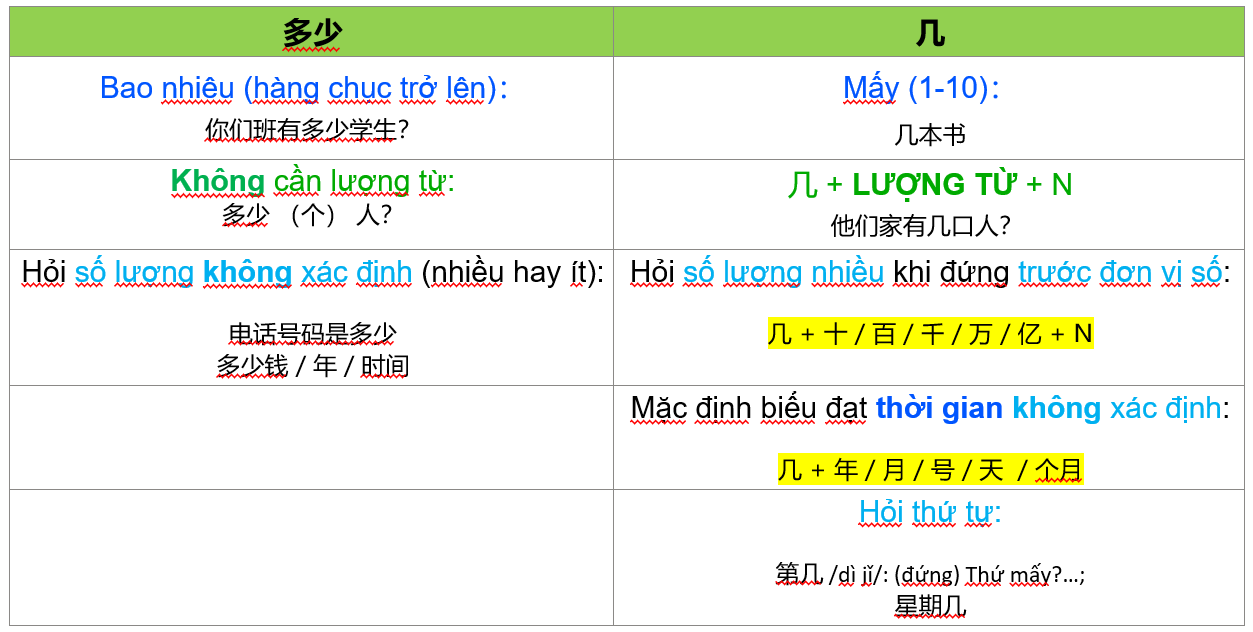 多少
几
Bao nhiêu (hàng chục trở lên):
你们班有多少学生?
Mấy (1-10):
几本书
Không cần lượng từ:
多少 （个） 人?
几 + LƯỢNG TỪ + N
他们家有几口人?
Hỏi số lượng không xác định (nhiều hay ít):
电话号码是多少
多少钱 / 年 / 时间
Hỏi số lượng nhiều khi đứng trước đơn vị số:
几 + 十 / 百 / 千 / 万 / 亿 + N
Mặc định biểu đạt thời gian không xác định:
几 + 年 / 月 / 号 / 天 / 个月
Hỏi thứ tự:
第几 /dì jǐ/: (đứng) Thứ mấy?...;
星期几